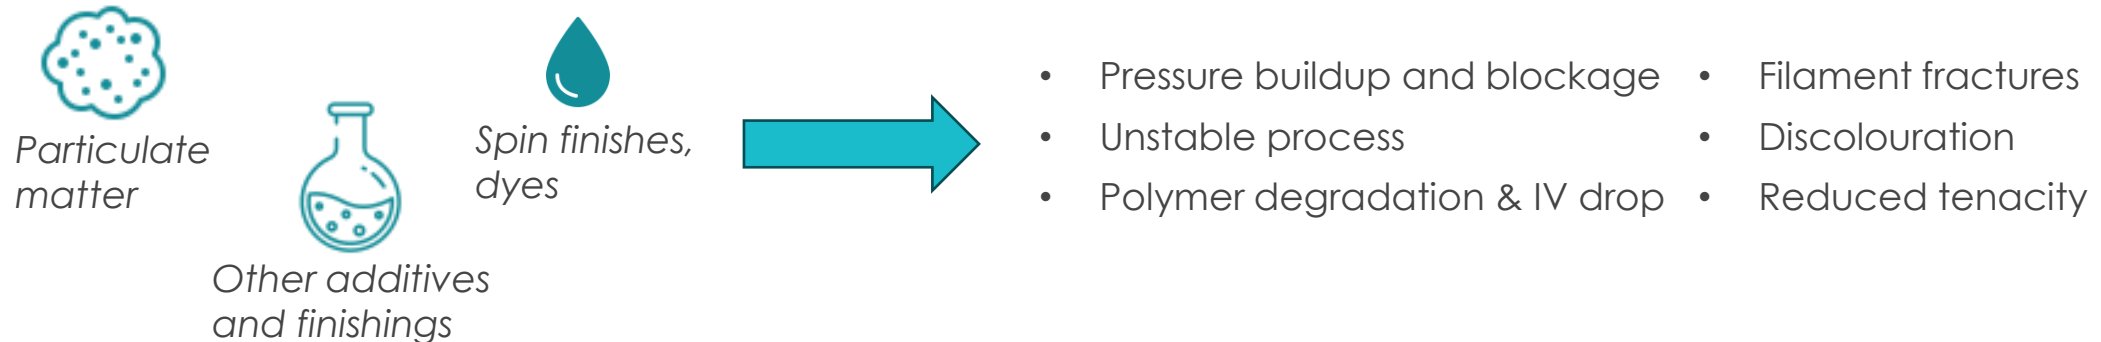 Particulate
matter
Other additives
and finishings
Spin finishes,
dyes
• Pressure buildup and blockage
• Unstable process
• Polymer degradation & IV drop
• Filament fractures
• Discolouration
• Reduced tenacity